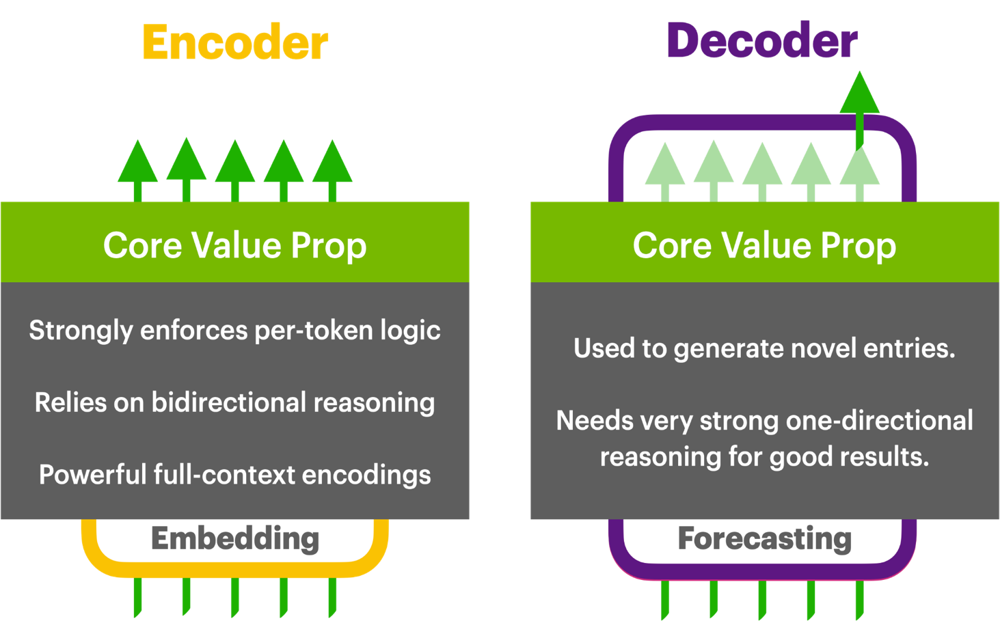 Encoder
Core Value Prop
Strongly enforces per-token logic
Relies on bidirectional reasoning
Powerful full-context encodings
Embedding
Decoder
Core Value Prop
Used to generate novel entries.
Needs very strong one-directional
reasoning for good results.
Forecasting